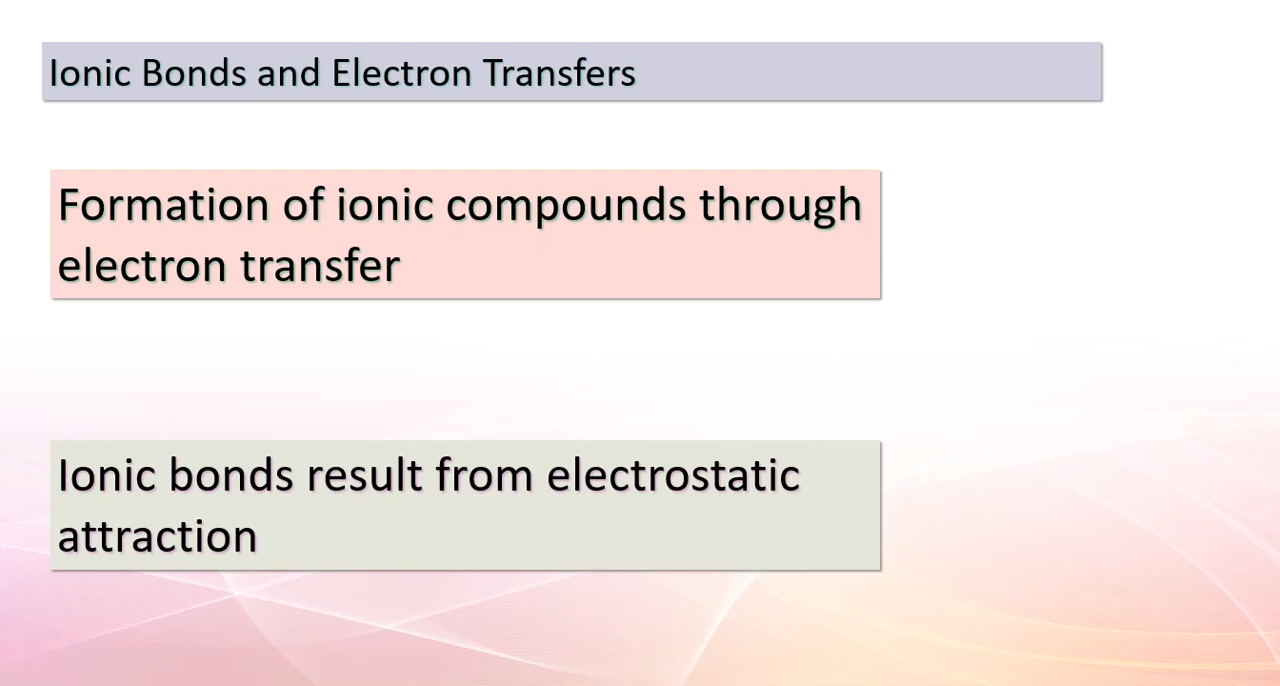 Ionic Bonds and Electron Transfers
Formation of ionic compounds through
electron transfer
Ionic bonds result from electrostatic
attraction